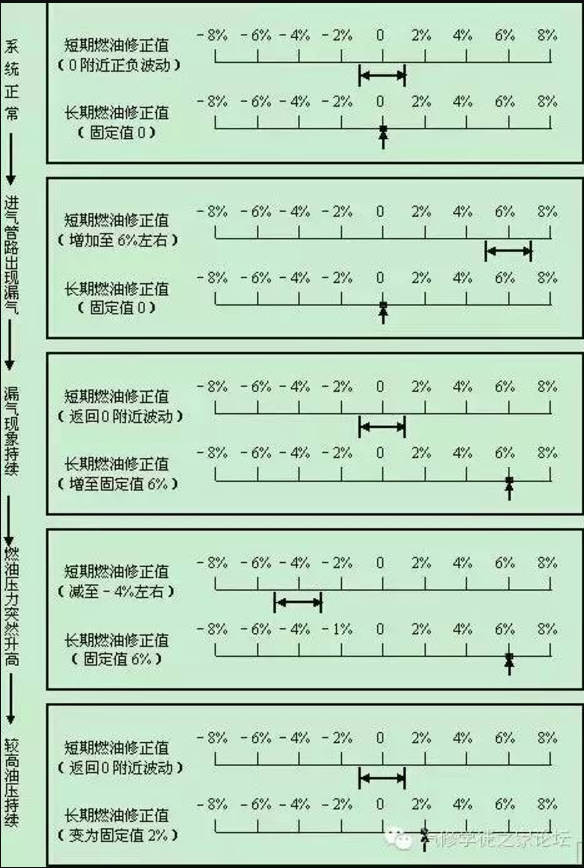 系统正常
短期燃油修正值
(0附近正负波动)
-8% -6% -4% -2% 0 2% 4% 6% 8%
长期燃油修正值
(固定值0)
-8% -6% -4% -2% 0 2% 4% 6% 8%
进气管路出现漏气
短期燃油修正值
(增加至6%左右)
-8% -6% -4% -2% 0 2% 4% 6% 8%
长期燃油修正值
(固定值0)
-8% -6% -4% -2% 0 2% 4% 6% 8%
漏气现象持续
短期燃油修正值
(返回0附近波动)
-8% -6% -4% -2% 0 2% 4% 6% 8%
长期燃油修正值
(增至固定值6%)
-8% -6% -4% -2% 0 2% 4% 6% 8%
燃油压力突然升高
短期燃油修正值
(减至-4%左右)
-8% -6% -4% -2% 0 2% 4% 6% 8%
长期燃油修正值
(固定值6%)
-8% -6% -4% -1% 0 2% 4% 6% 8%
较高油压持续
短期燃油修正值
(返回0附近波动)
-8% -6% -4% -2% 0 2% 4% 6% 8%
长期燃油修正值
(变为固定值2%)
-8% -6% -4% -2% 0 2% 4% 6% 8%
汽修学徒之家论坛